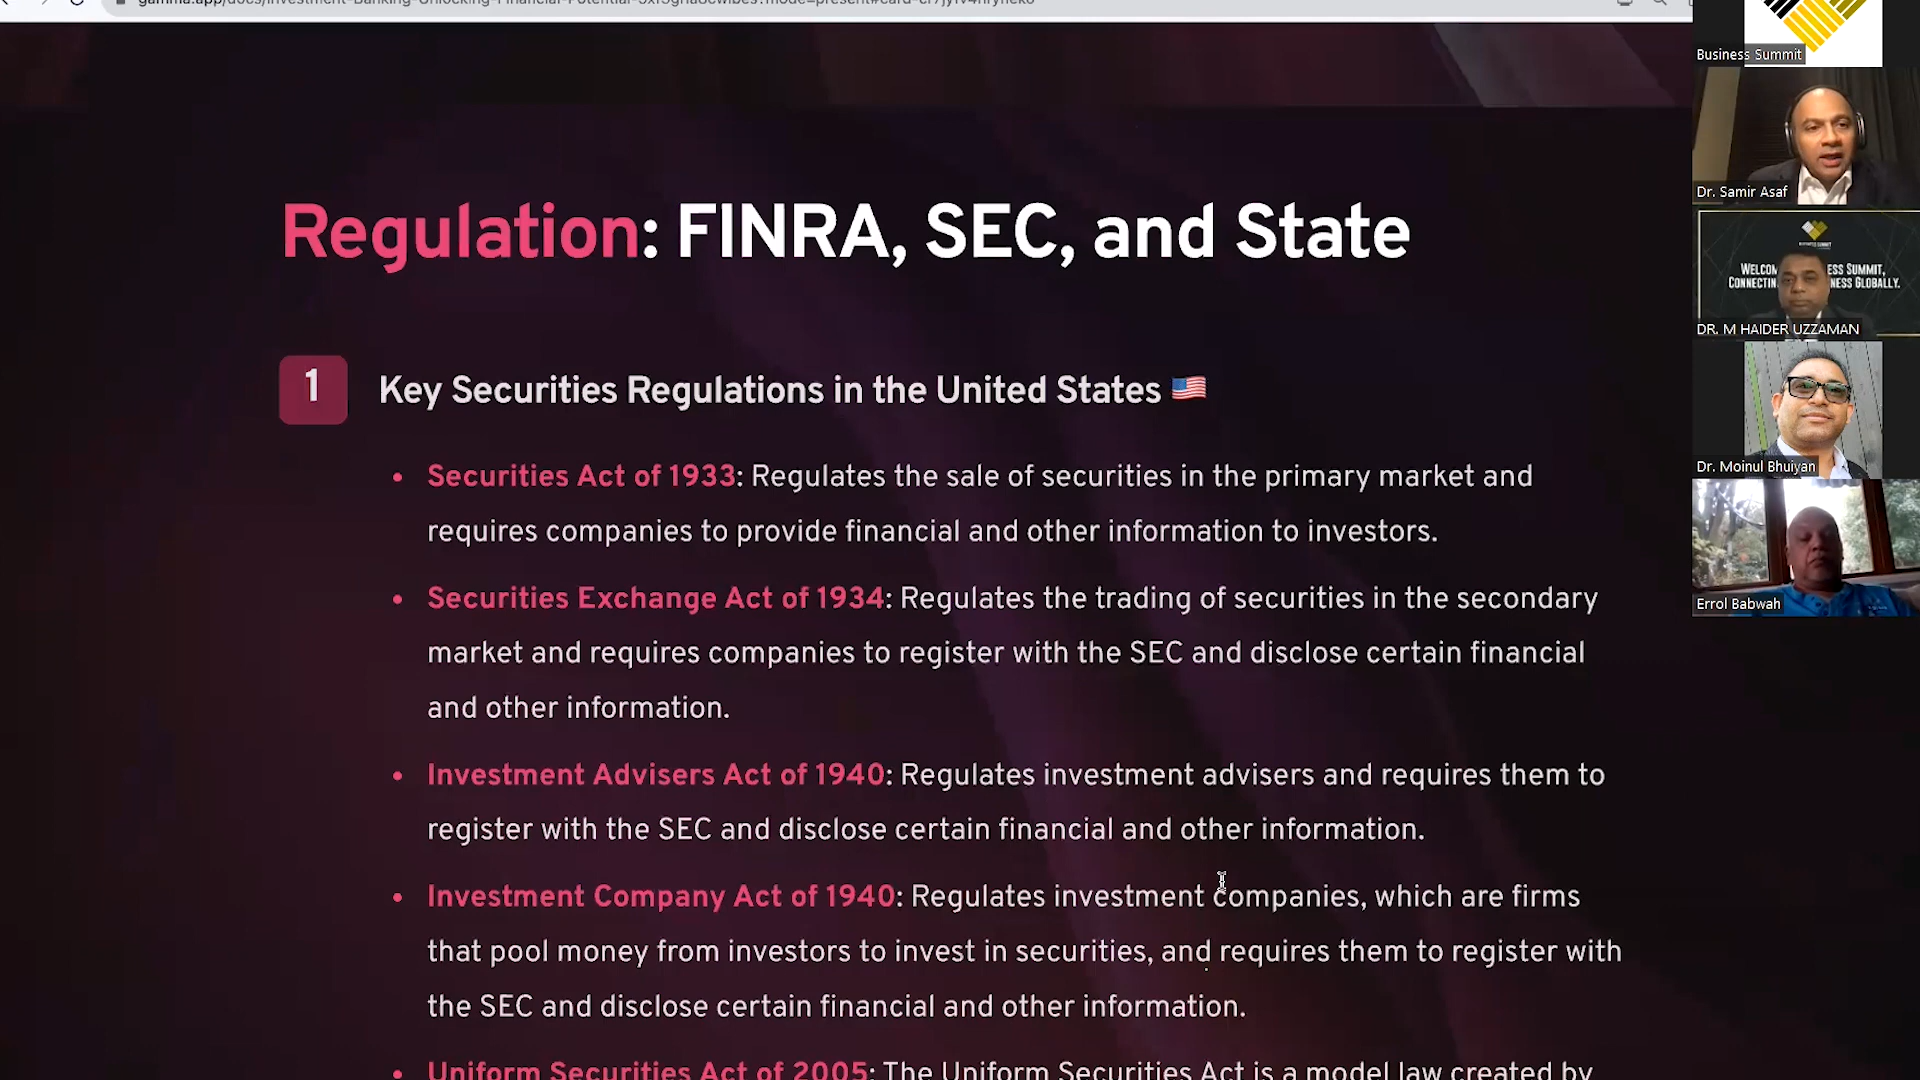 Business Summit
Dr. Samir Asaf
DR. M HAIDER UZZAMAN
Dr. Moinul Bhuiyan
Errol Babwah
Regulation: FINRA, SEC, and State
1
Key Securities Regulations in the United States
• Securities Act of 1933: Regulates the sale of securities in the primary market and
requires companies to provide financial and other information to investors.
• Securities Exchange Act of 1934: Regulates the trading of securities in the secondary
market and requires companies to register with the SEC and disclose certain financial
and other information.
• Investment Advisers Act of 1940: Regulates investment advisers and requires them to
register with the SEC and disclose certain financial and other information.
• Investment Company Act of 1940: Regulates investment companies, which are firms
that pool money from investors to invest in securities, and requires them to register with
the SEC and disclose certain financial and other information.
• Uniform Securities Act of 2005: The Uniform Securities Act is a model law created by